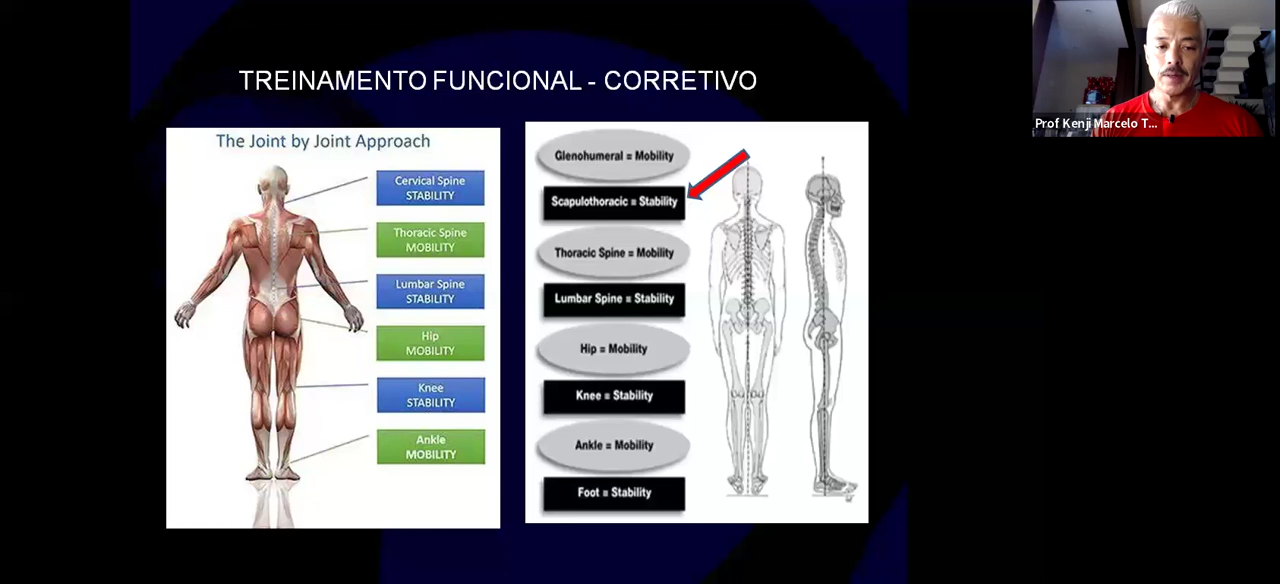 TREINAMENTO FUNCIONAL - CORRETIVO
The Joint by Joint Approach
Cervical Spine
STABILITY
Thoracic Spine
MOBILITY
Lumbar Spine
STABILITY
Hip
MOBILITY
Knee
STABILITY
Ankle
MOBILITY
Glenohumeral = Mobility
Scapulothoracic = Stability
Thoracic Spine = Mobility
Lumbar Spine = Stability
Hip = Mobility
Knee = Stability
Ankle = Mobility
Foot = Stability
Prof Kenji Marcelo T...